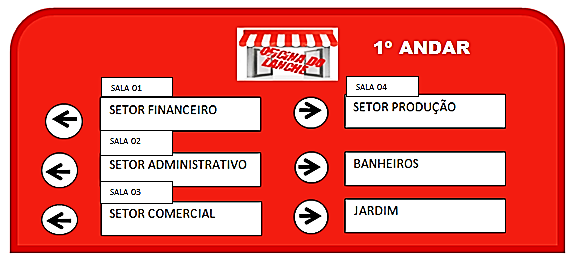 OFICINA DO
LANCHE
1º ANDAR
SALA 01
SETOR FINANCEIRO
SALA 02
SETOR ADMINISTRATIVO
SALA 03
SETOR COMERCIAL
SALA 04
SETOR PRODUÇÃO
BANHEIROS
JARDIM